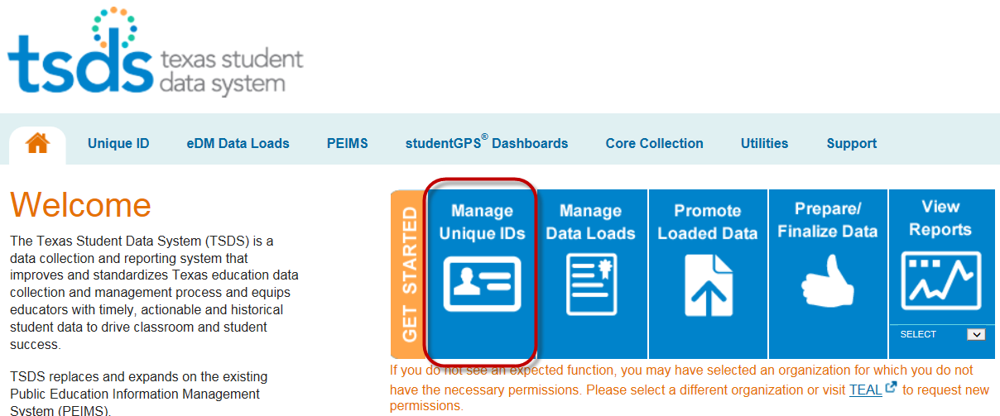 tsds texas student
data system
Unique ID eDM Data Loads PEIMS studentGPS® Dashboards Core Collection Utilities Support
Welcome
The Texas Student Data System (TSDS) is a
data collection and reporting system that
improves and standardizes Texas education data
collection and management process and equips
educators with timely, actionable and historical
student data to drive classroom and student
success.
TSDS replaces and expands on the existing
Public Education Information Management
System (PEIMS).
GET STARTED
Manage
Unique IDs
Manage
Data Loads
Promote
Loaded Data
Prepare/
Finalize Data
View
Reports
SELECT
If you do not see an expected function, you may have selected an organization for which you do not
have the necessary permissions. Please select a different organization or visit TEAL to request new
permissions.